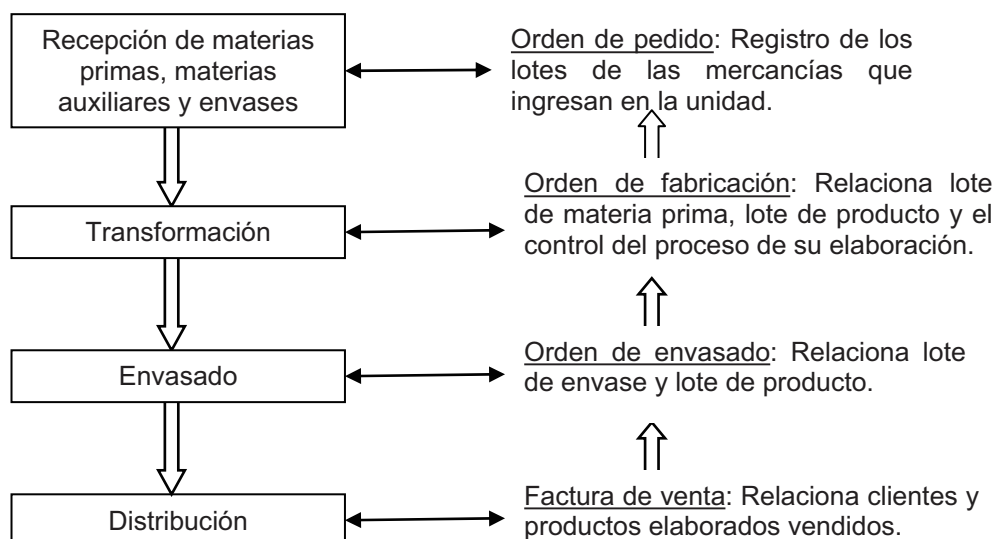 Recepción de materias
primas, materias
auxiliares y envases
Orden de pedido: Registro de los
lotes de las mercancías que
ingresan en la unidad.
Transformación
Orden de fabricación: Relaciona lote
de materia prima, lote de producto y el
control del proceso de su elaboración.
Envasado
Orden de envasado: Relaciona lote
de envase y lote de producto.
Distribución
Factura de venta: Relaciona clientes y
productos elaborados vendidos.